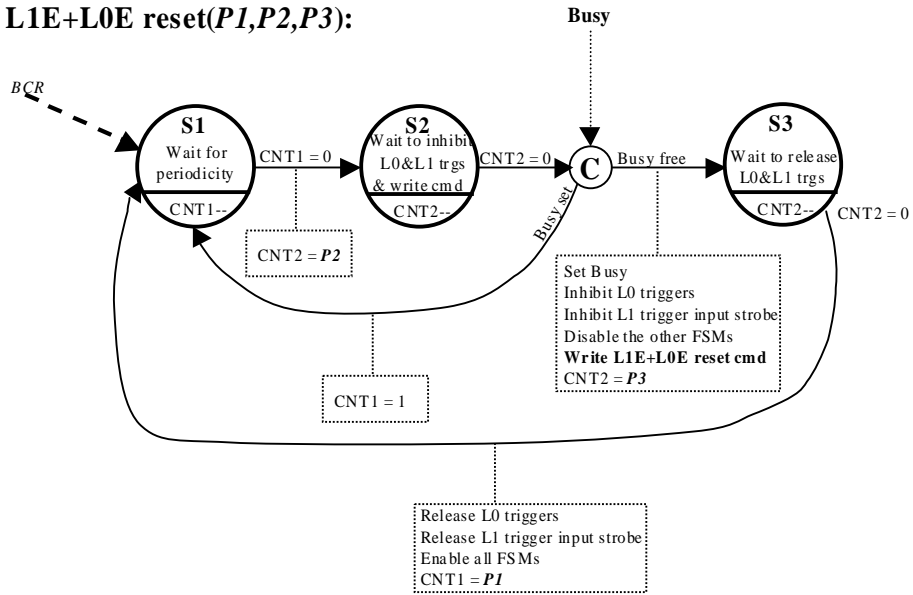 L1E+L0E reset(P1,P2,P3):
Busy
BCR
S1
Wait for
periodicity
CNT1--
CNT1 = 0
CNT2 = P2
S2
Wait to inhibit
L0&L1 trgs
& write cmd
CNT2--
CNT2 = 0
C
Busy set
CNT1 = 1
Busy free
S3
Wait to release
L0&L1 trgs
CNT2--
CNT2 = 0
Set Busy
Inhibit L0 triggers
Inhibit L1 trigger input strobe
Disable the other FSMs
Write L1E+L0E reset cmd
CNT2 = P3
Release L0 triggers
Release L1 trigger input strobe
Enable all FSMs
CNT1 = P1